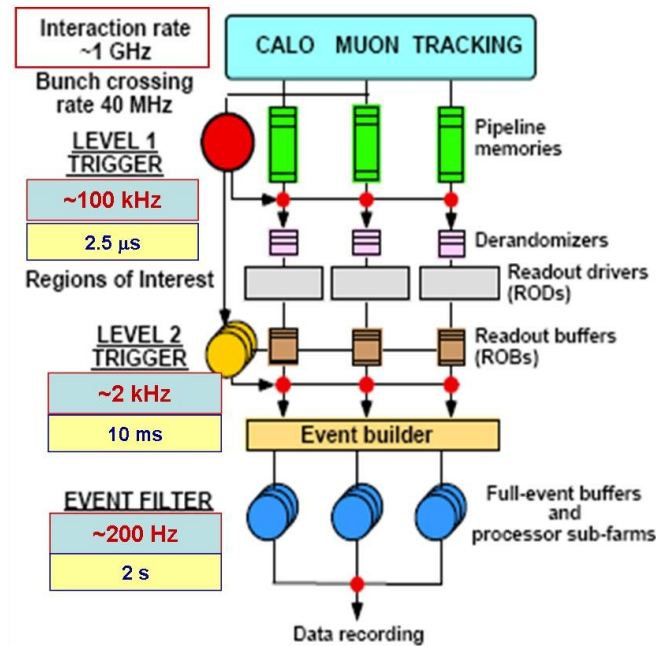 Interaction rate
~1 GHz
CALO MUON TRACKING
Bunch crossing
rate 40 MHz
LEVEL 1
TRIGGER
Pipeline
memories
~100 kHz
2.5 μs
Derandomizers
Regions of Interest
Readout drivers
(RODs)
LEVEL 2
TRIGGER
Readout buffers
(ROBs)
~2 kHz
10 ms
Event builder
EVENT FILTER
~200 Hz
2 s
Full-event buffers
and
processor sub-farms
Data recording